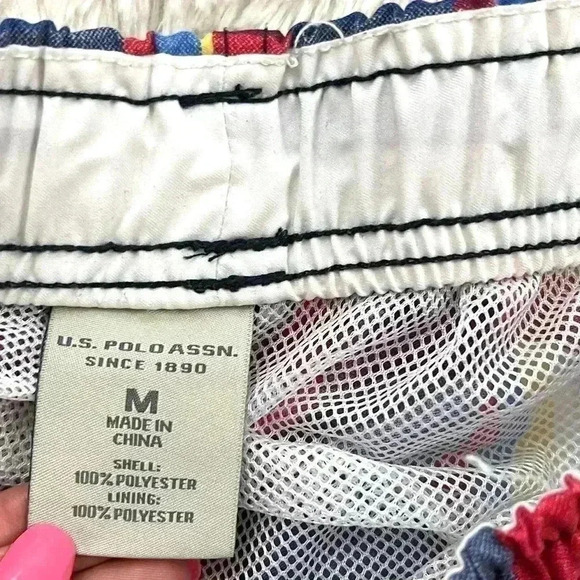 U.S. POLO ASSN.
SINCE 1890
M
MADE IN
CHINA
SHELL:
100% POLYESTER
LINING:
100% POLYESTER